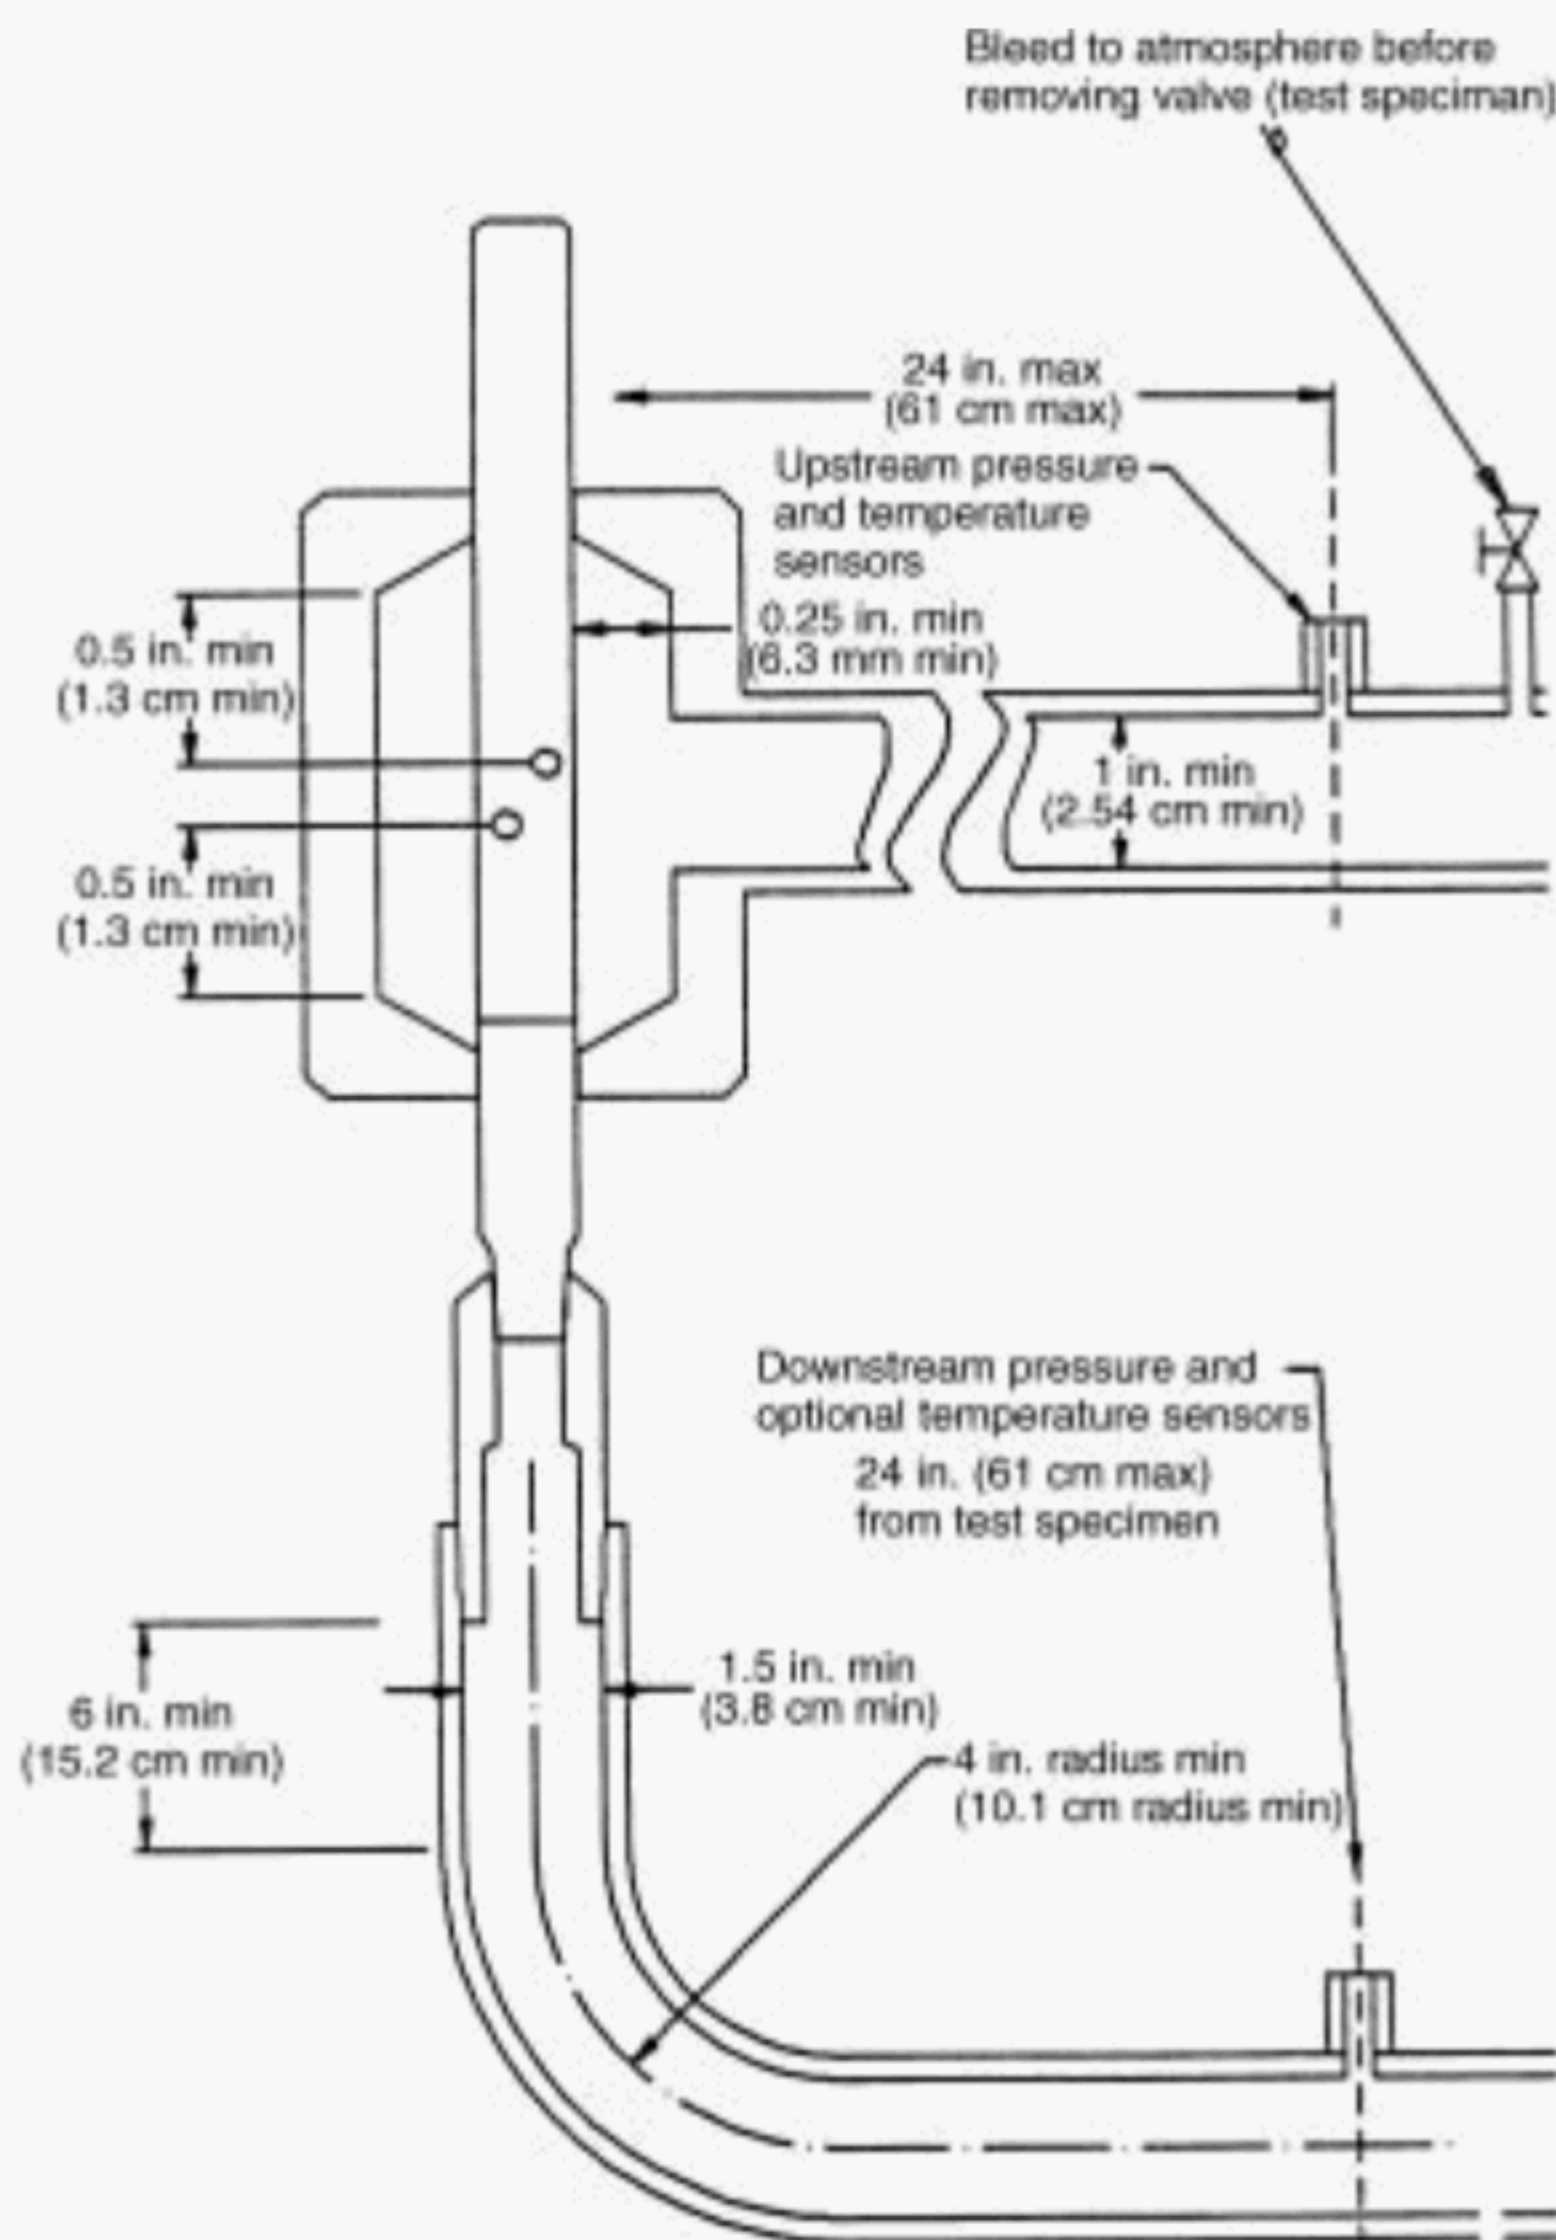 Bleed to atmosphere before
removing valve (test speciman)
24 in. max
(61 cm max)
Upstream pressure
and temperature
sensors
0.25 in. min
(6.3 mm min)
0.5 in. min
(1.3 cm min)
1 in. min
(2.54 cm min)
0.5 in. min
(1.3 cm min)
Downstream pressure and
optional temperature sensors
24 in. (61 cm max)
from test specimen
1.5 in. min
(3.8 cm min)
6 in. min
(15.2 cm min)
4 in. radius min
(10.1 cm radius min)